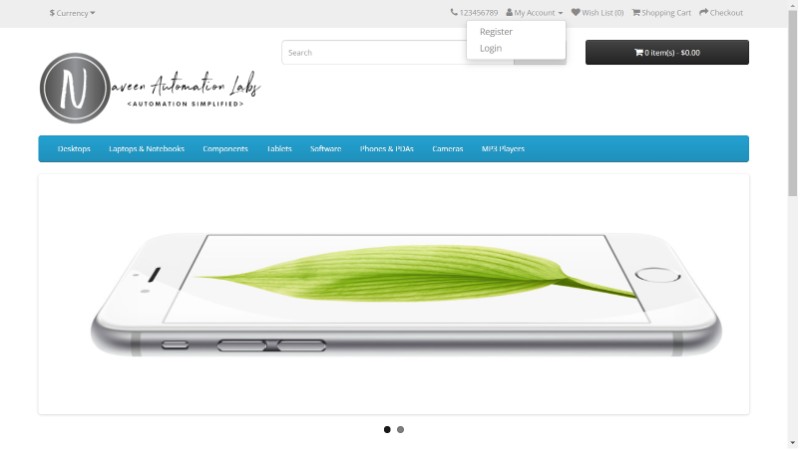 $ Currency
123456789 My Account Wish List (0) Shopping Cart Checkout
Register
Login
Search
0 item(s) - $0.00
Naveen Automation Labs
<AUTOMATION SIMPLIFIED>
Desktops Laptops & Notebooks Components Tablets Software Phones & PDAs Cameras MP3 Players